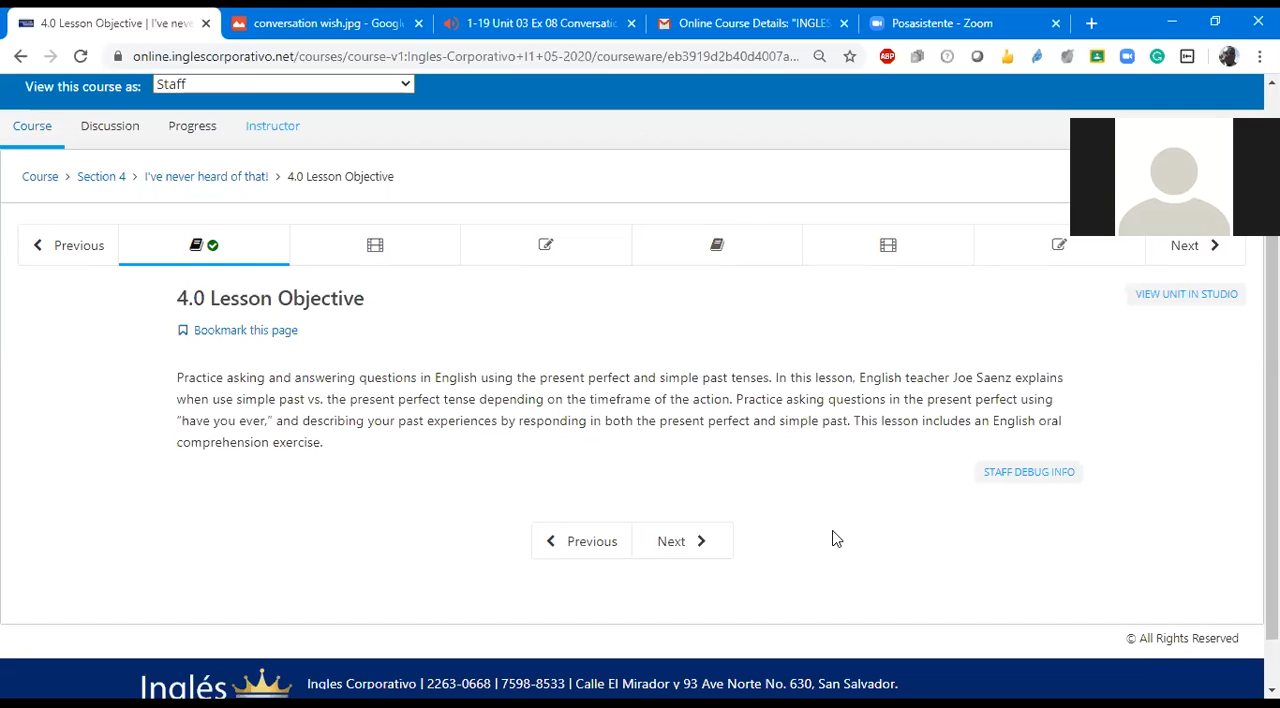 4.0 Lesson Objective | I've neve
conversation wish.jpg - Google
1-19 Unit 03 Ex 08 Conversatio
Online Course Details: "INGLES
Posasistente - Zoom
online.inglescorporativo.net/courses/course-v1:Ingles-Corporativo+I1+05-2020/courseware/eb3919d2b40d4007a...
ABP
View this course as: Staff
Course Discussion Progress Instructor
Course > Section 4 > I've never heard of that! > 4.0 Lesson Objective
Previous Next
4.0 Lesson Objective
VIEW UNIT IN STUDIO
Bookmark this page
Practice asking and answering questions in English using the present perfect and simple past tenses. In this lesson, English teacher Joe Saenz explains
when use simple past vs. the present perfect tense depending on the timeframe of the action. Practice asking questions in the present perfect using
“have you ever,” and describing your past experiences by responding in both the present perfect and simple past. This lesson includes an English oral
comprehension exercise.
STAFF DEBUG INFO
Previous Next
© All Rights Reserved
Inglés Ingles Corporativo | 2263-0668 | 7598-8533 | Calle El Mirador y 93 Ave Norte No. 630, San Salvador.